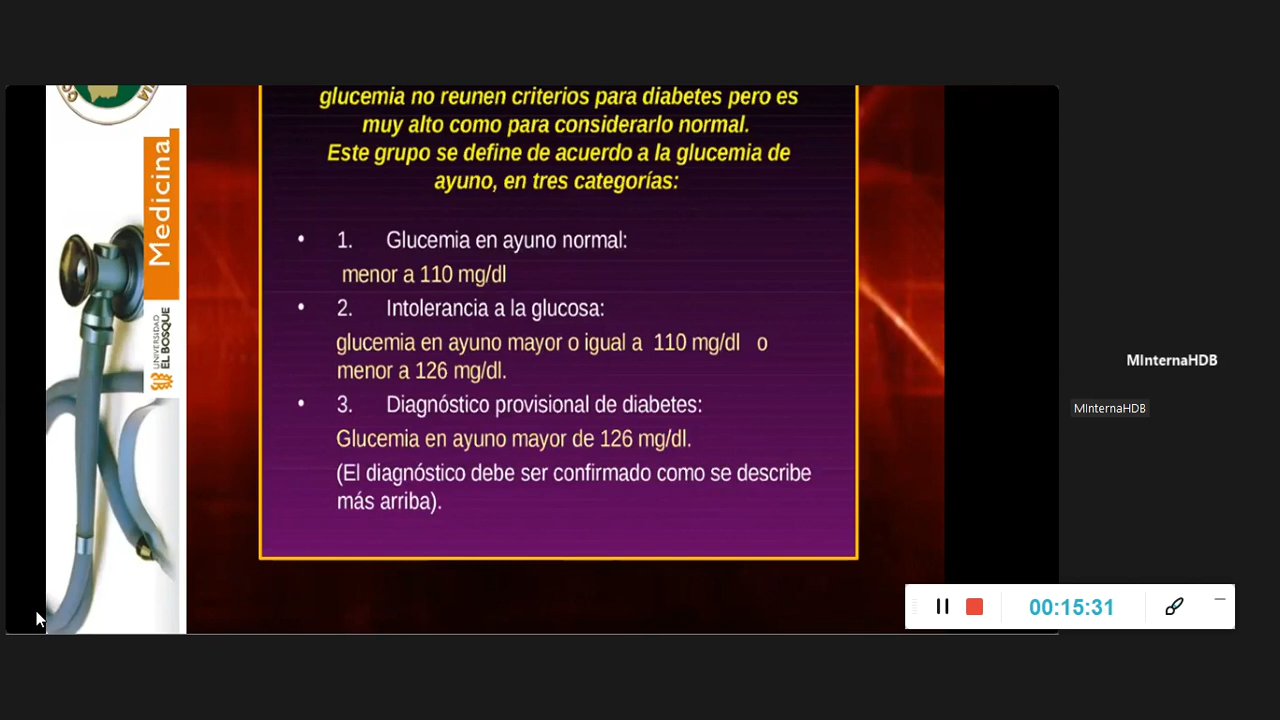 glucemia no reunen criterios para diabetes pero es
muy alto como para considerarlo normal.
Este grupo se define de acuerdo a la glucemia de
ayuno, en tres categorías:
• 1. Glucemia en ayuno normal:
menor a 110 mg/dl
• 2. Intolerancia a la glucosa:
glucemia en ayuno mayor o igual a 110 mg/dl o
menor a 126 mg/dl.
• 3. Diagnóstico provisional de diabetes:
Glucemia en ayuno mayor de 126 mg/dl.
(El diagnóstico debe ser confirmado como se describe
más arriba).
Medicina
UNIVERSIDAD
EL BOSQUE
MInternaHDB
MInternaHDB
00:15:31